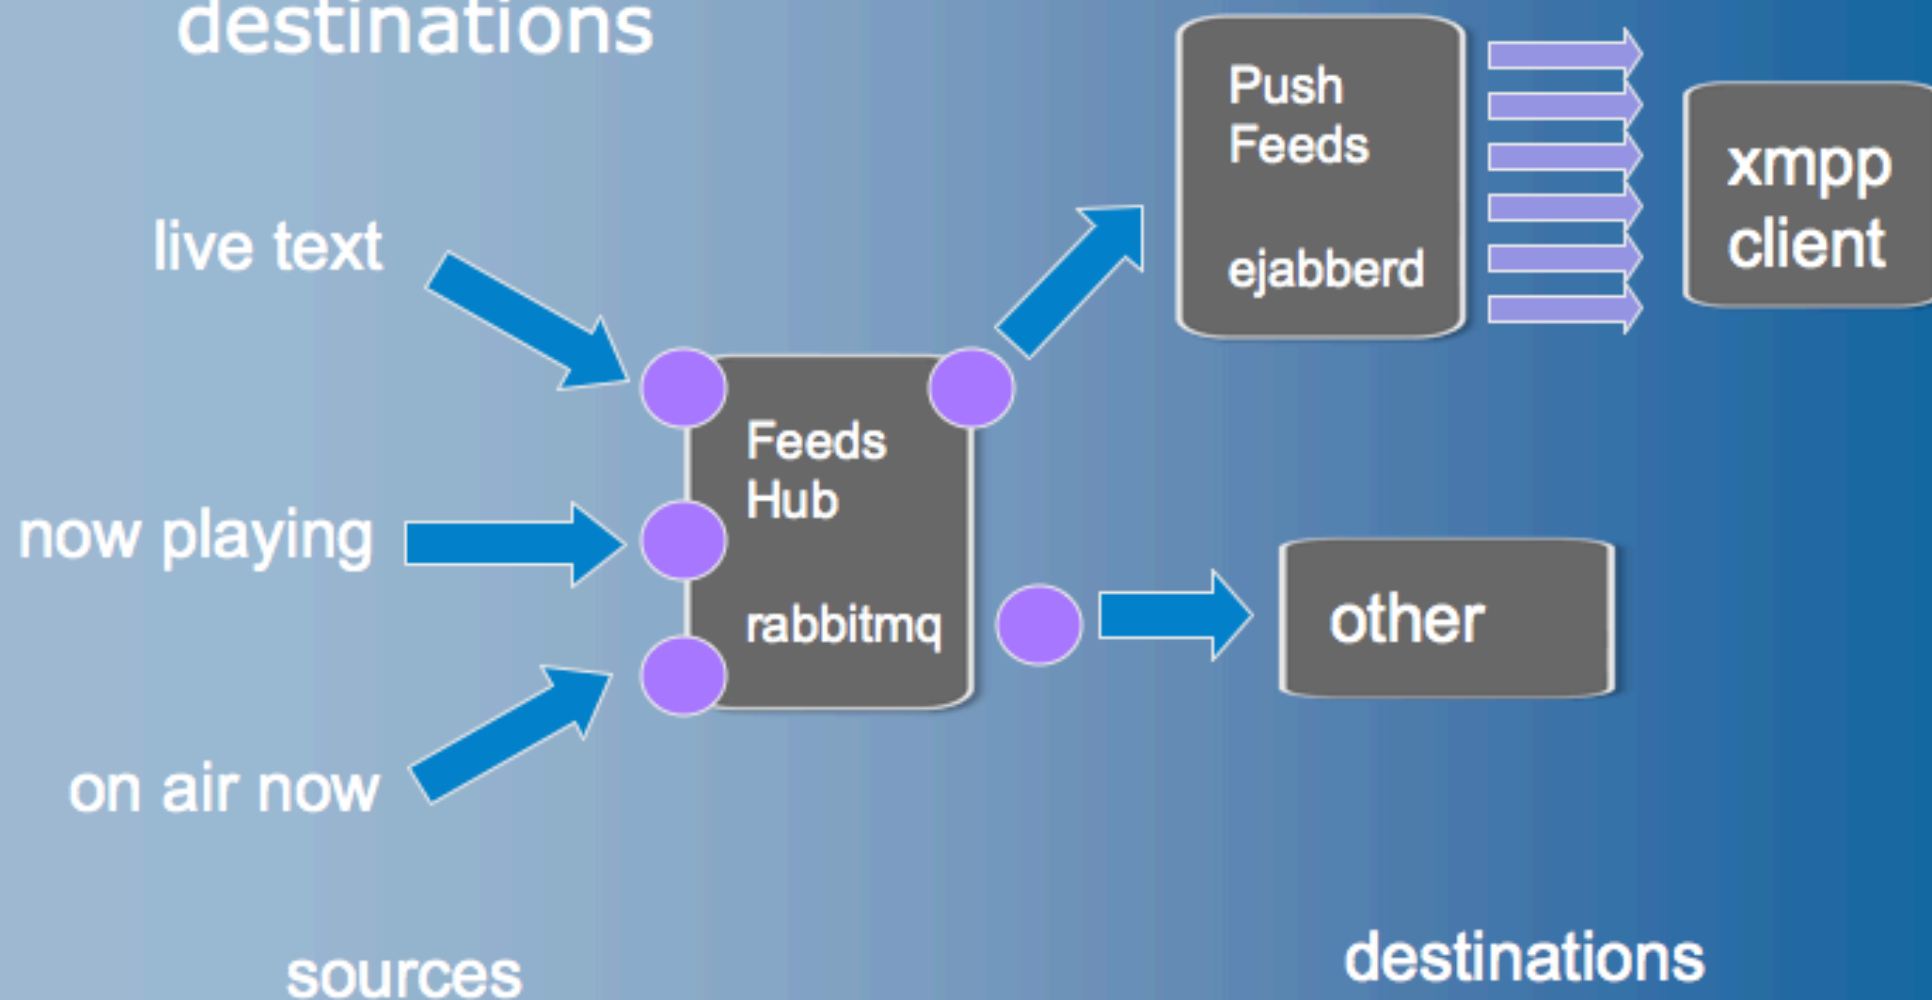 destinations
Push
Feeds
ejabberd
xmpp
client
live text
Feeds
Hub
rabbitmq
now playing
other
on air now
sources
destinations